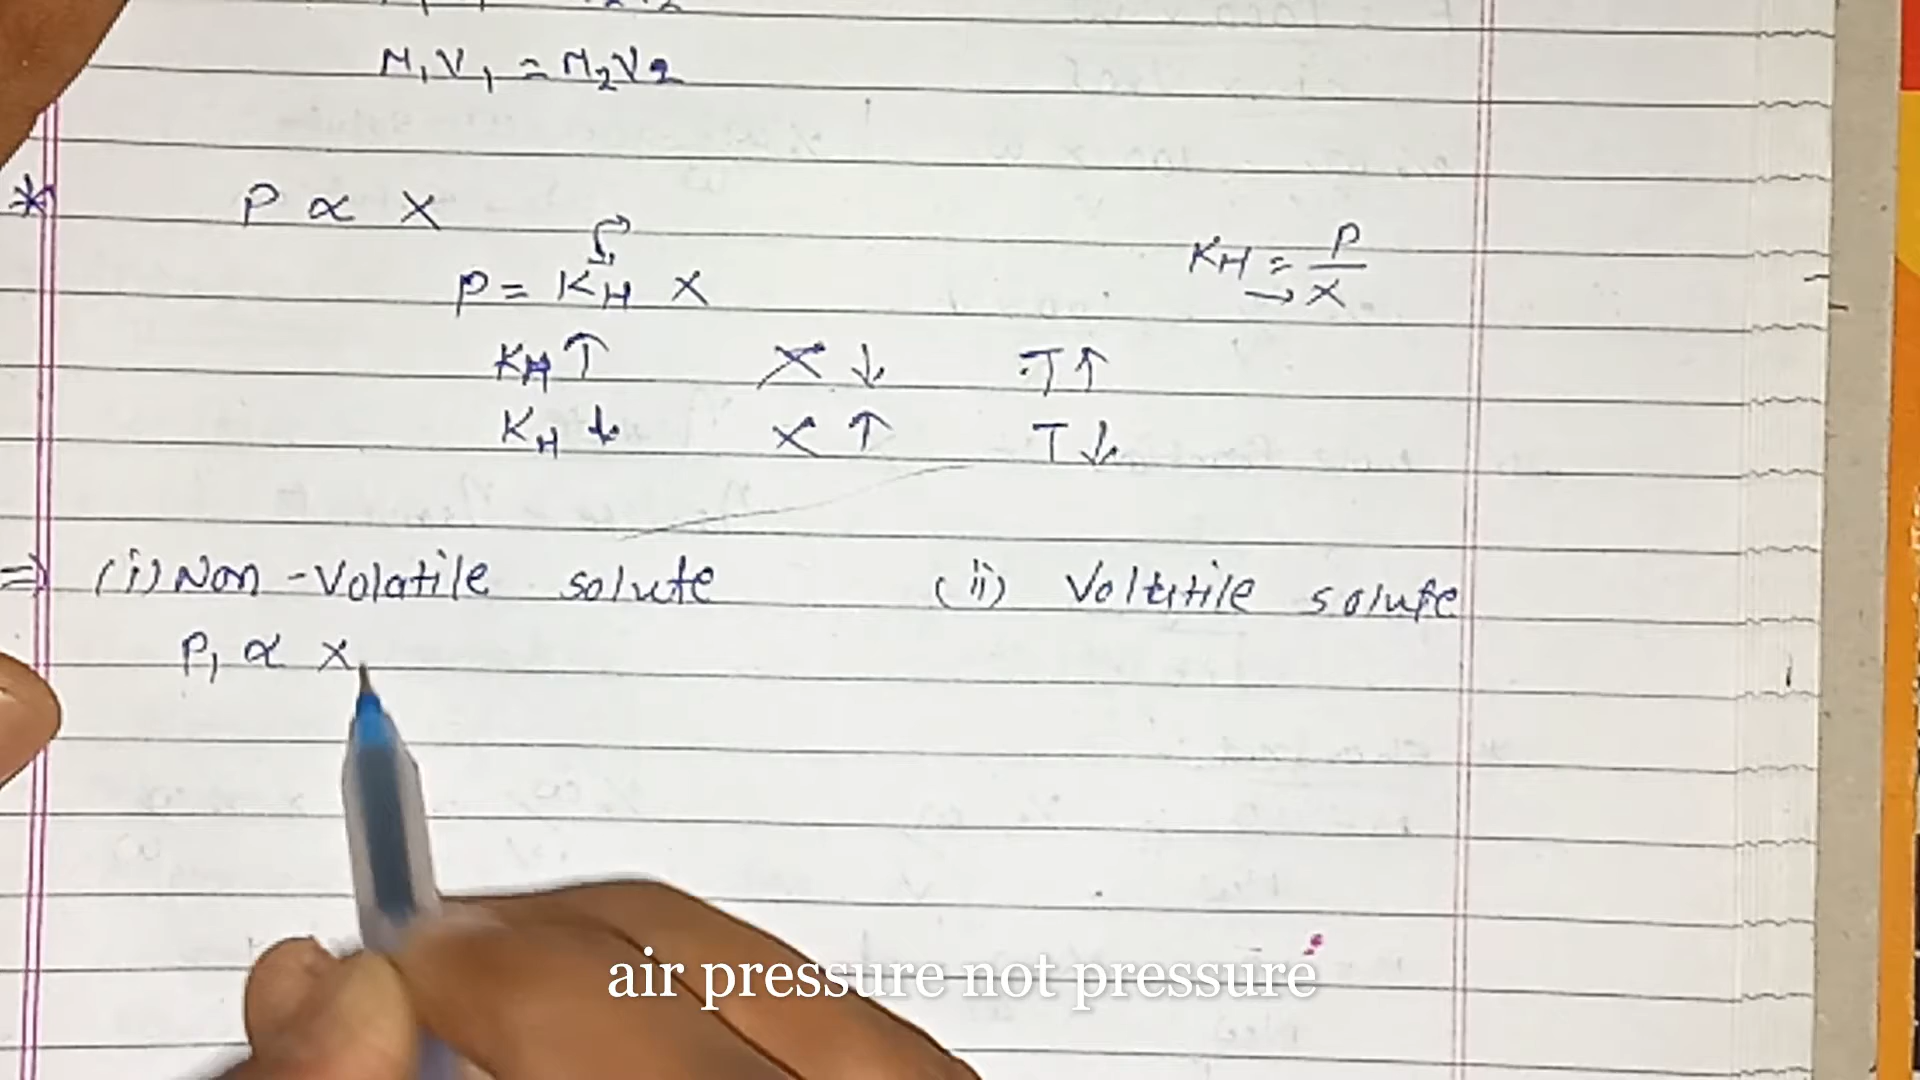 M₁V₁ = M₂V₂
* P ∝ X
P = K_H X
K_H = P/X
K_H ↑ X ↓ T ↑
K_H ↓ X ↑ T ↓
⇒ (i) Non-Volatile solute (ii) Voltitile solute
P₁ ∝ X
air pressure not pressure